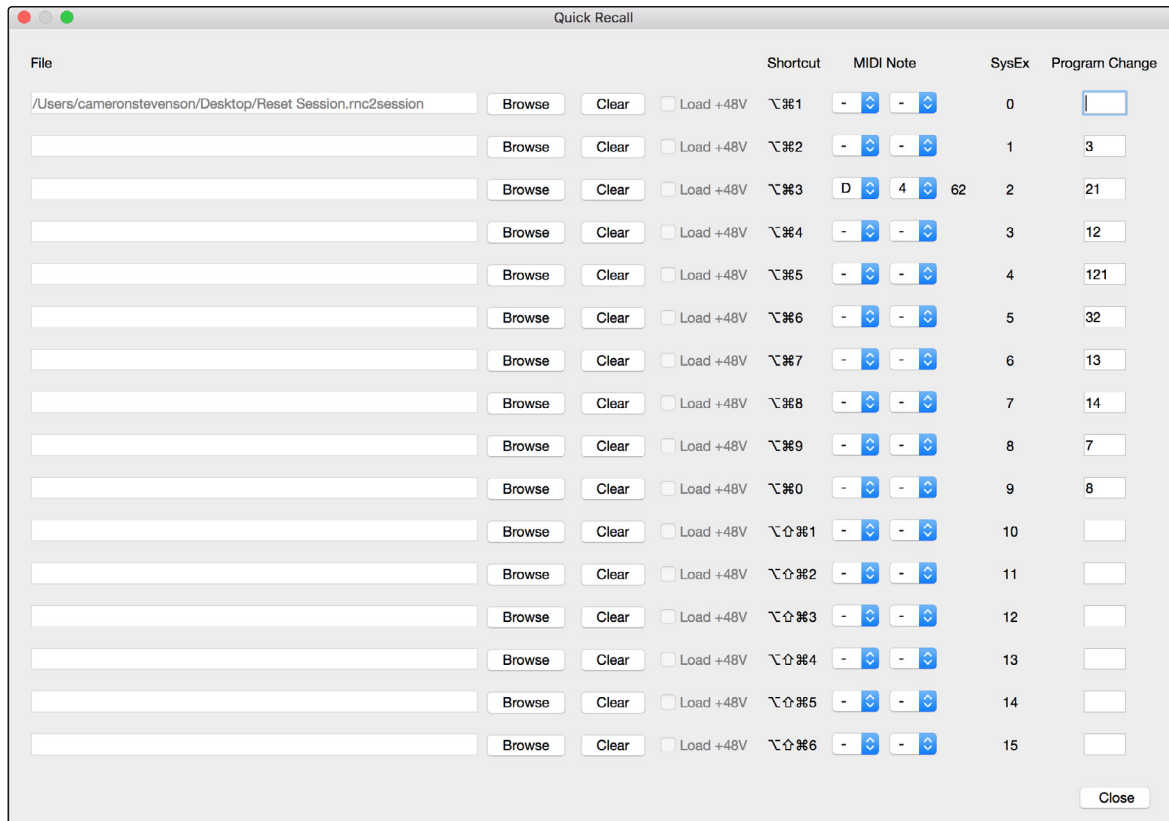 Quick Recall
File Shortcut MIDI Note SysEx Program Change
/Users/cameronstevenson/Desktop/Reset Session.rnc2session Browse Clear Load +48V ⌥⌘1 - - 0
Browse Clear Load +48V ⌥⌘2 - - 1 3
Browse Clear Load +48V ⌥⌘3 D 4 62 2 21
Browse Clear Load +48V ⌥⌘4 - - 3 12
Browse Clear Load +48V ⌥⌘5 - - 4 121
Browse Clear Load +48V ⌥⌘6 - - 5 32
Browse Clear Load +48V ⌥⌘7 - - 6 13
Browse Clear Load +48V ⌥⌘8 - - 7 14
Browse Clear Load +48V ⌥⌘9 - - 8 7
Browse Clear Load +48V ⌥⌘0 - - 9 8
Browse Clear Load +48V ⌥⇧⌘1 - - 10
Browse Clear Load +48V ⌥⇧⌘2 - - 11
Browse Clear Load +48V ⌥⇧⌘3 - - 12
Browse Clear Load +48V ⌥⇧⌘4 - - 13
Browse Clear Load +48V ⌥⇧⌘5 - - 14
Browse Clear Load +48V ⌥⇧⌘6 - - 15
Close